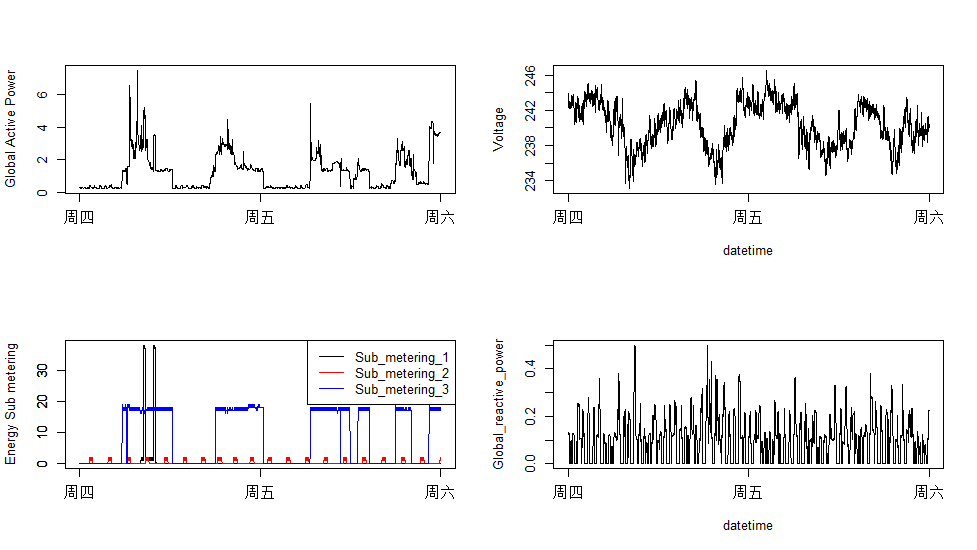 Global Active Power
0 2 4 6
周四 周五 周六
Voltage
234 238 242 246
周四 周五 周六
datetime
Energy Sub metering
0 10 20 30
周四 周五 周六
Sub_metering_1
Sub_metering_2
Sub_metering_3
Global_reactive_power
0.0 0.2 0.4
周四 周五 周六
datetime